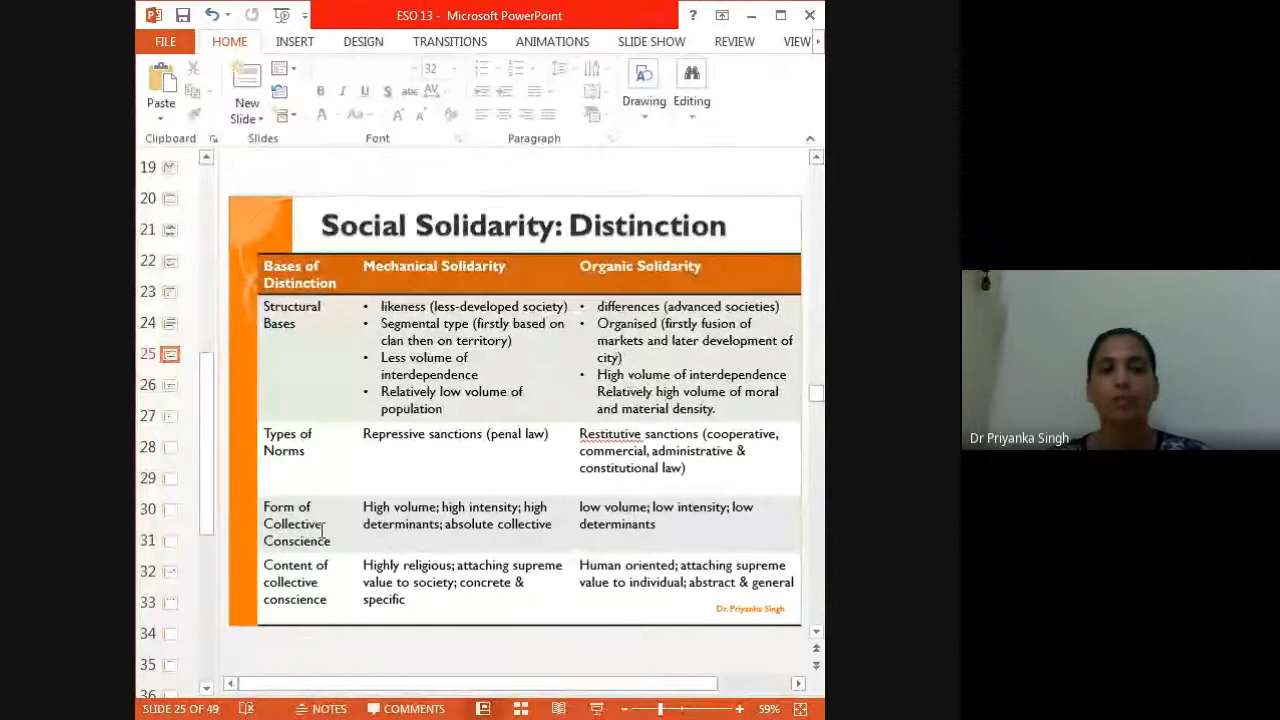 ESO 13 - Microsoft PowerPoint
FILE HOME INSERT DESIGN TRANSITIONS ANIMATIONS SLIDE SHOW REVIEW VIEW
32
Paste
New
Slide
Drawing
Editing
Clipboard
Slides
Font
Paragraph
19
20
21
22
23
24
25
26
27
28
29
30
31
32
33
34
35
36
Social Solidarity: Distinction
Bases of
Distinction
Mechanical Solidarity
Organic Solidarity
Structural
Bases
• likeness (less-developed society)
• Segmental type (firstly based on
clan then on territory)
• Less volume of
interdependence
• Relatively low volume of
population
• differences (advanced societies)
• Organised (firstly fusion of
markets and later development of
city)
• High volume of interdependence
Relatively high volume of moral
and material density.
Types of
Norms
Repressive sanctions (penal law)
Restitutive sanctions (cooperative,
commercial, administrative &
constitutional law)
Form of
Collective
Conscience
High volume; high intensity; high
determinants; absolute collective
low volume; low intensity; low
determinants
Content of
collective
conscience
Highly religious; attaching supreme
value to society; concrete &
specific
Human oriented; attaching supreme
value to individual; abstract & general
Dr. Priyanka Singh
SLIDE 25 OF 49
NOTES
COMMENTS
59%
Dr Priyanka Singh